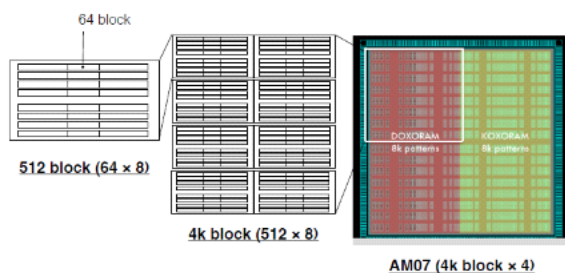 64 block
DOXORAM
8k patterns
KOXORAM
8k patterns
512 block (64 × 8)
4k block (512 × 8)
AM07 (4k block × 4)